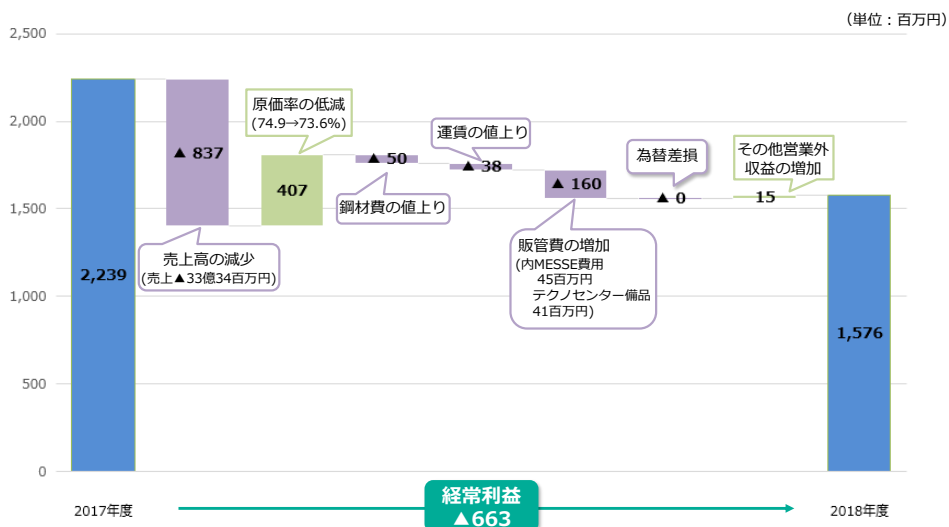 （単位：百万円）
2,500
2,000
1,500
1,000
500
0
2,239
▲ 837
売上高の減少
(売上▲33億34百万円)
原価率の低減
(74.9→73.6%)
407
▲ 50
鋼材費の値上り
運賃の値上り
▲ 38
▲ 160
販管費の増加
(内MESSE費用
45百万円
テクノセンター備品
41百万円)
為替差損
▲ 0
その他営業外
収益の増加
15
1,576
2017年度
経常利益
▲663
2018年度